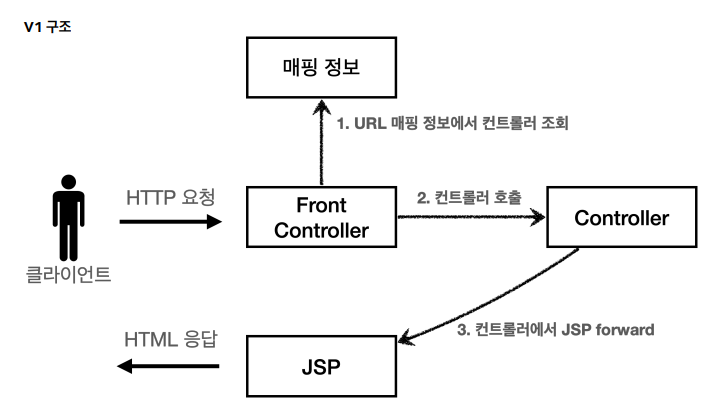 V1 구조
매핑 정보
1. URL 매핑 정보에서 컨트롤러 조회
HTTP 요청
Front
Controller
2. 컨트롤러 호출
Controller
클라이언트
HTML 응답
3. 컨트롤러에서 JSP forward
JSP